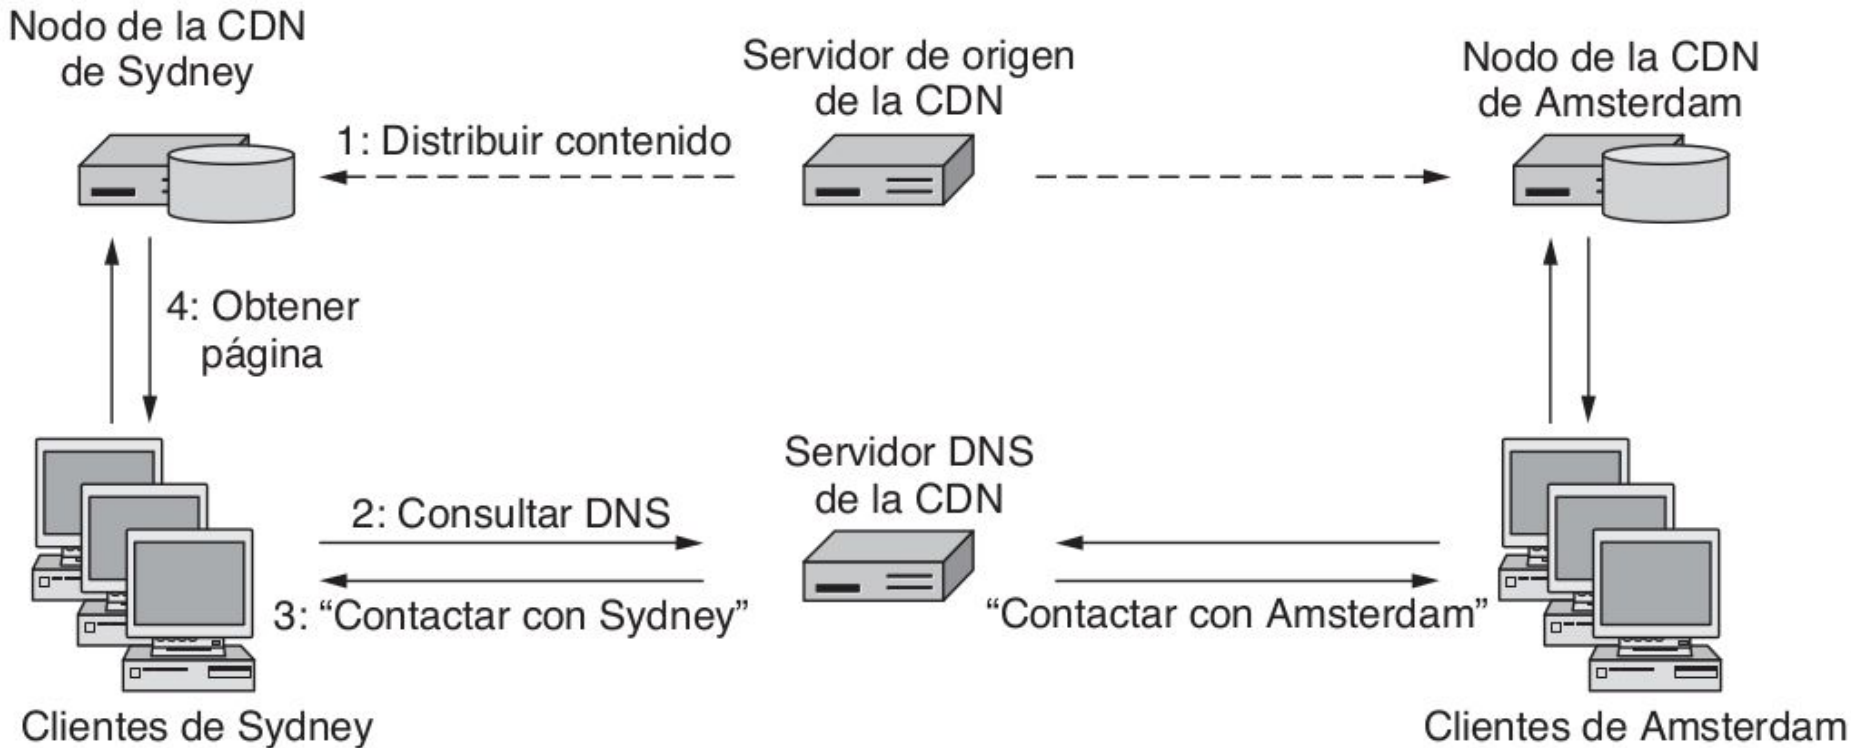 Nodo de la CDN
de Sydney
Servidor de origen
de la CDN
Nodo de la CDN
de Amsterdam
1: Distribuir contenido
4: Obtener
página
Servidor DNS
de la CDN
2: Consultar DNS
3: “Contactar con Sydney”
“Contactar con Amsterdam”
Clientes de Sydney
Clientes de Amsterdam